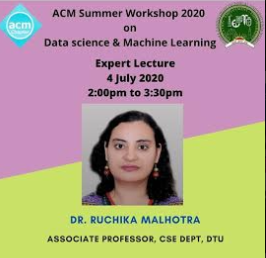 ACM Summer Workshop 2020
on
Data science & Machine Learning
Expert Lecture
4 July 2020
2:00pm to 3:30pm
acm
DR. RUCHIKA MALHOTRA
ASSOCIATE PROFESSOR, CSE DEPT, DTU